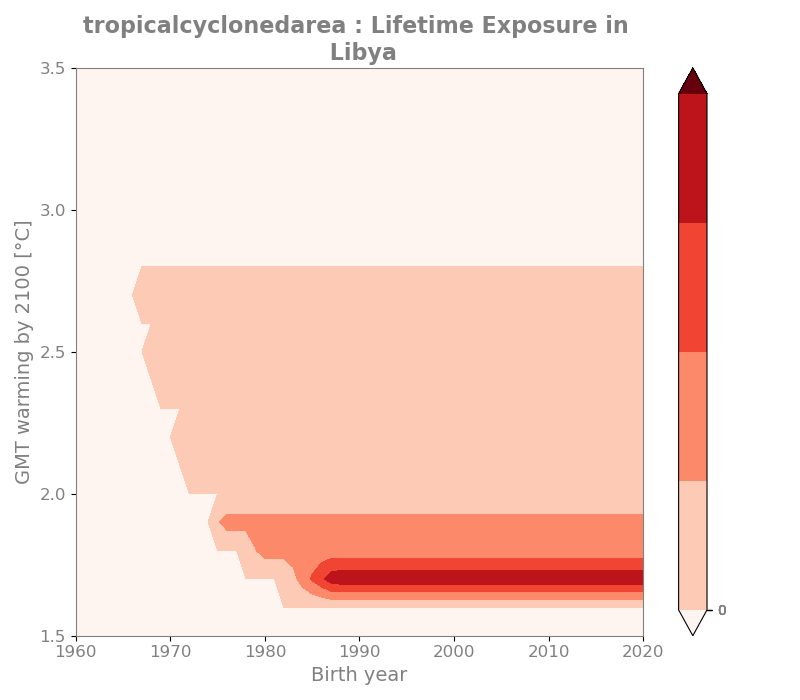 tropicalcyclonedarea : Lifetime Exposure in
Libya
3.5
3.0
2.5
2.0
1.5
GMT warming by 2100 [°C]
1960 1970 1980 1990 2000 2010 2020
Birth year
0